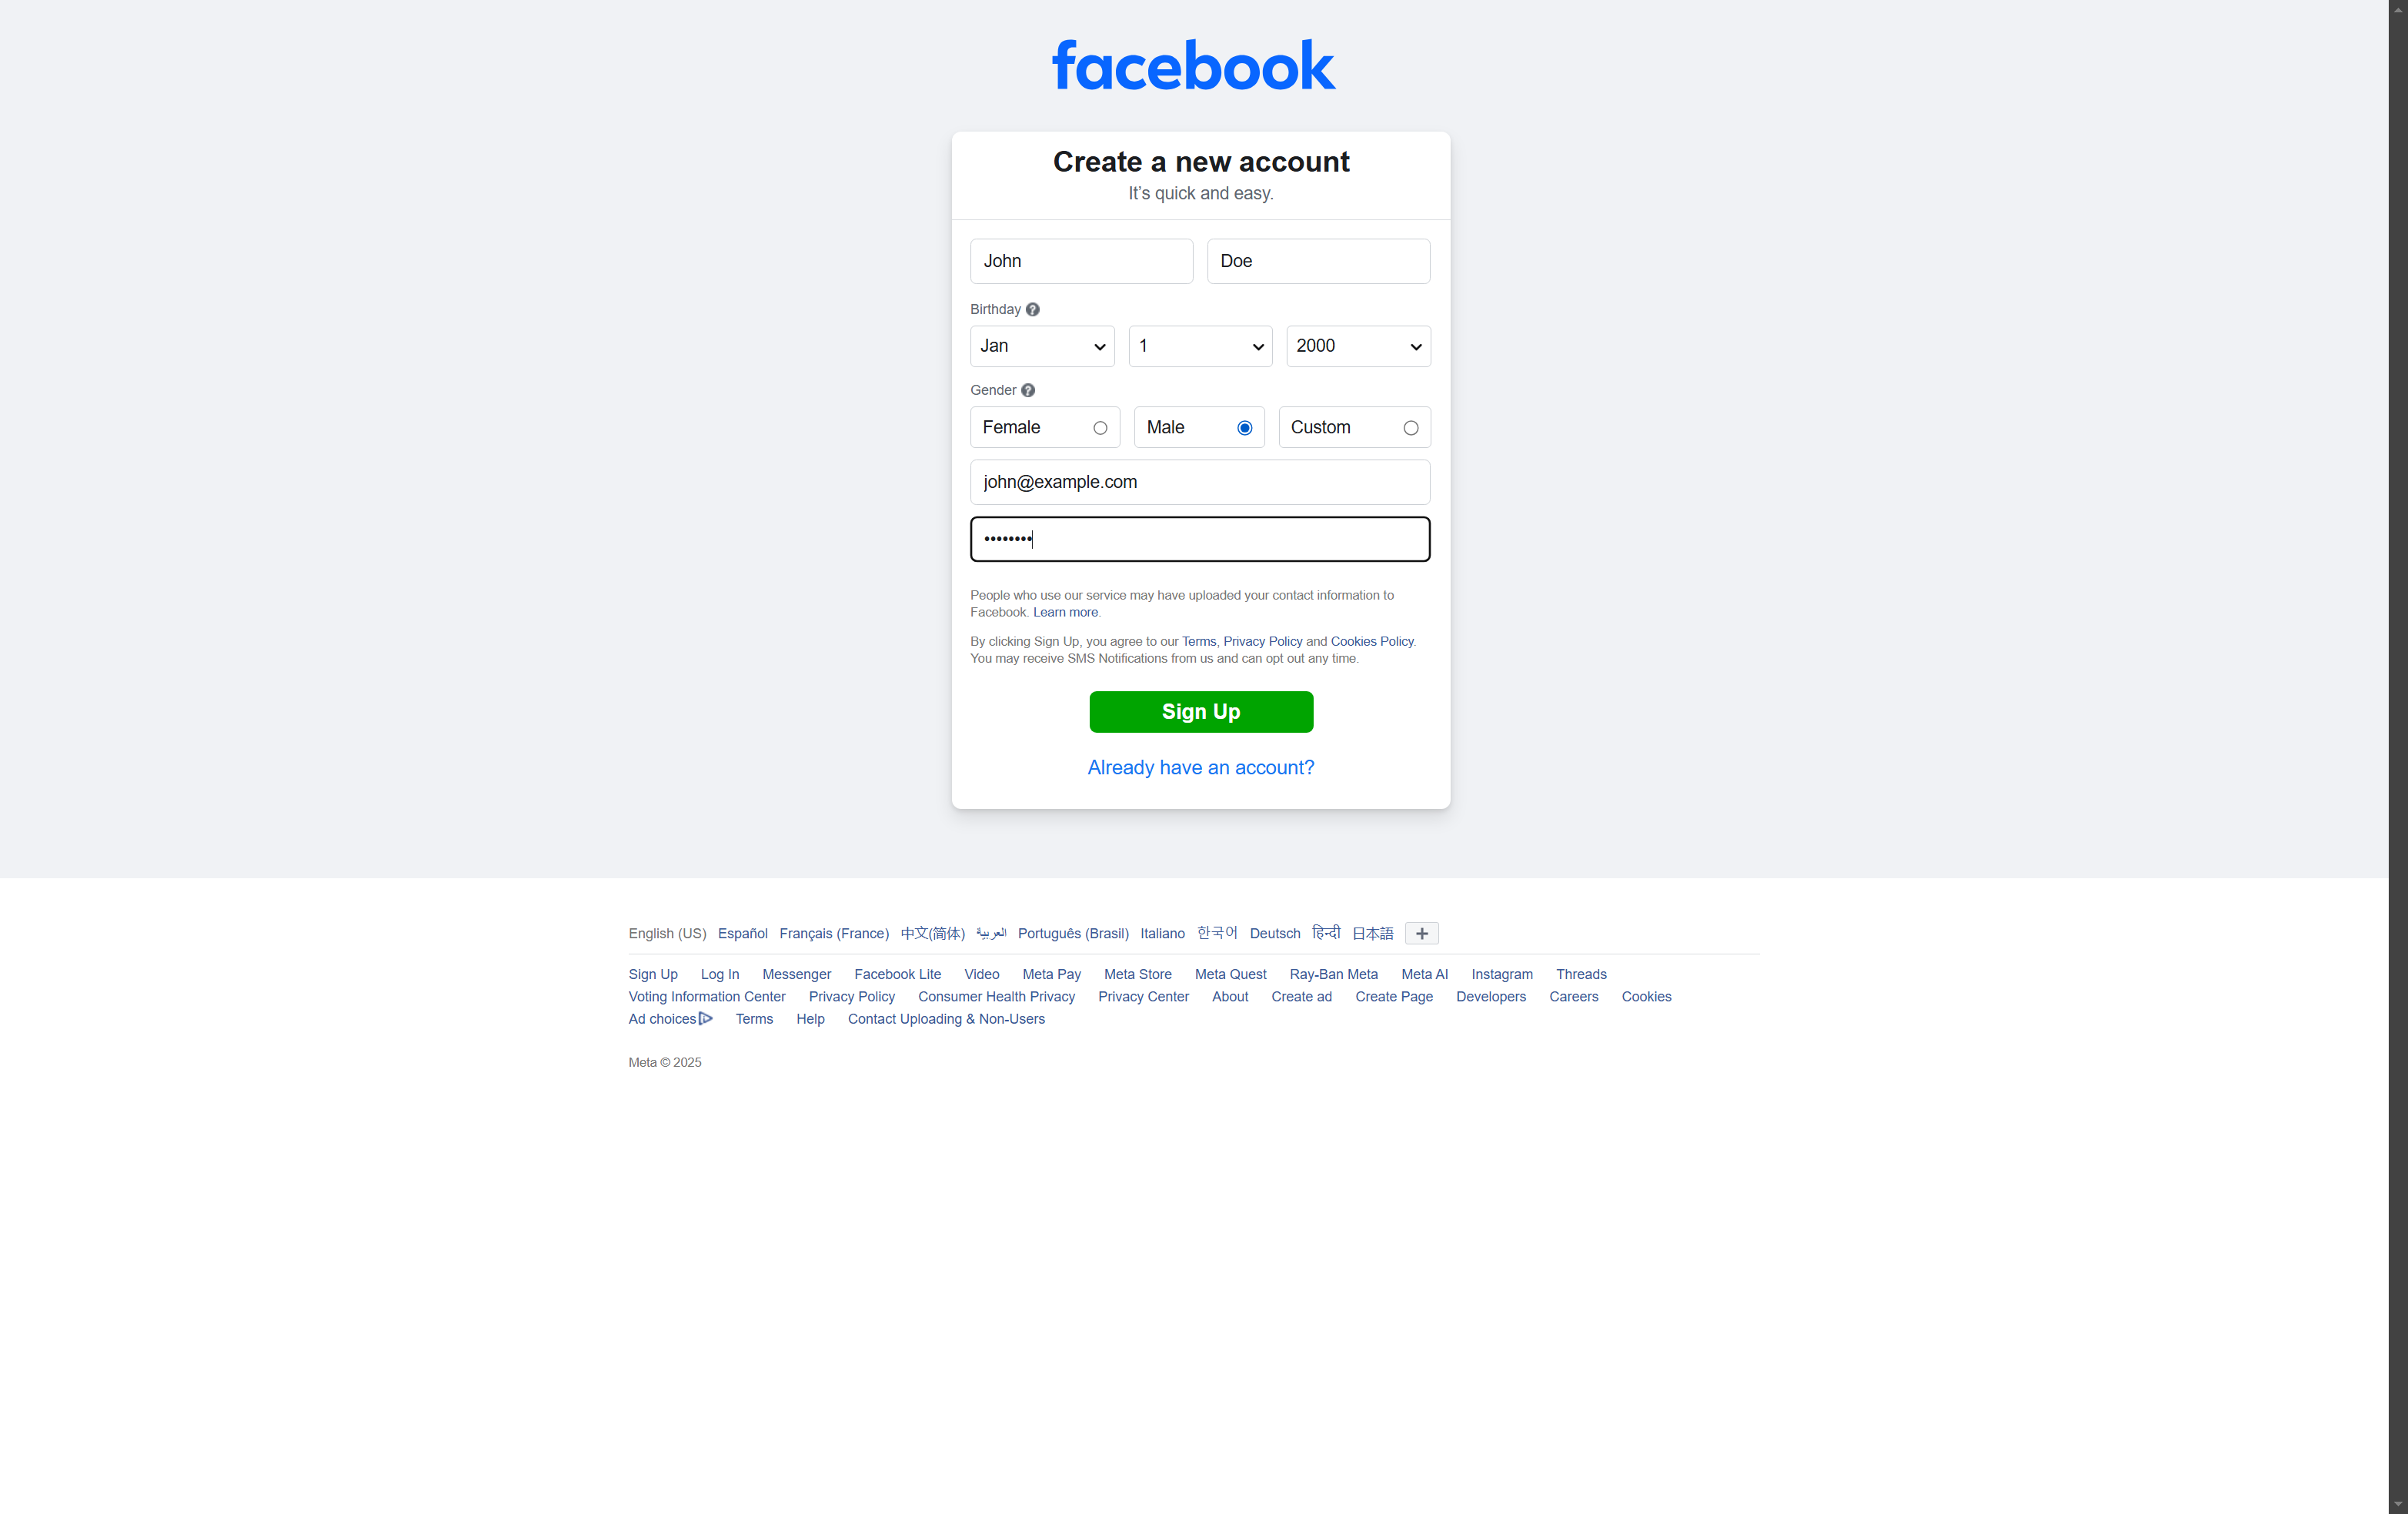 facebook
Create a new account
It's quick and easy.
John Doe
Birthday ?
Jan 1 2000
Gender ?
Female Male Custom
john@example.com
••••••••
People who use our service may have uploaded your contact information to
Facebook. Learn more.
By clicking Sign Up, you agree to our Terms, Privacy Policy and Cookies Policy.
You may receive SMS Notifications from us and can opt out any time.
Sign Up
Already have an account?
English (US) Español Français (France) 中文(简体) العربية Português (Brasil) Italiano 한국어 Deutsch हिन्दी 日本語 +
Sign Up Log In Messenger Facebook Lite Video Meta Pay Meta Store Meta Quest Ray-Ban Meta Meta AI Instagram Threads
Voting Information Center Privacy Policy Consumer Health Privacy Privacy Center About Create ad Create Page Developers Careers Cookies
Ad choices Terms Help Contact Uploading & Non-Users
Meta © 2025